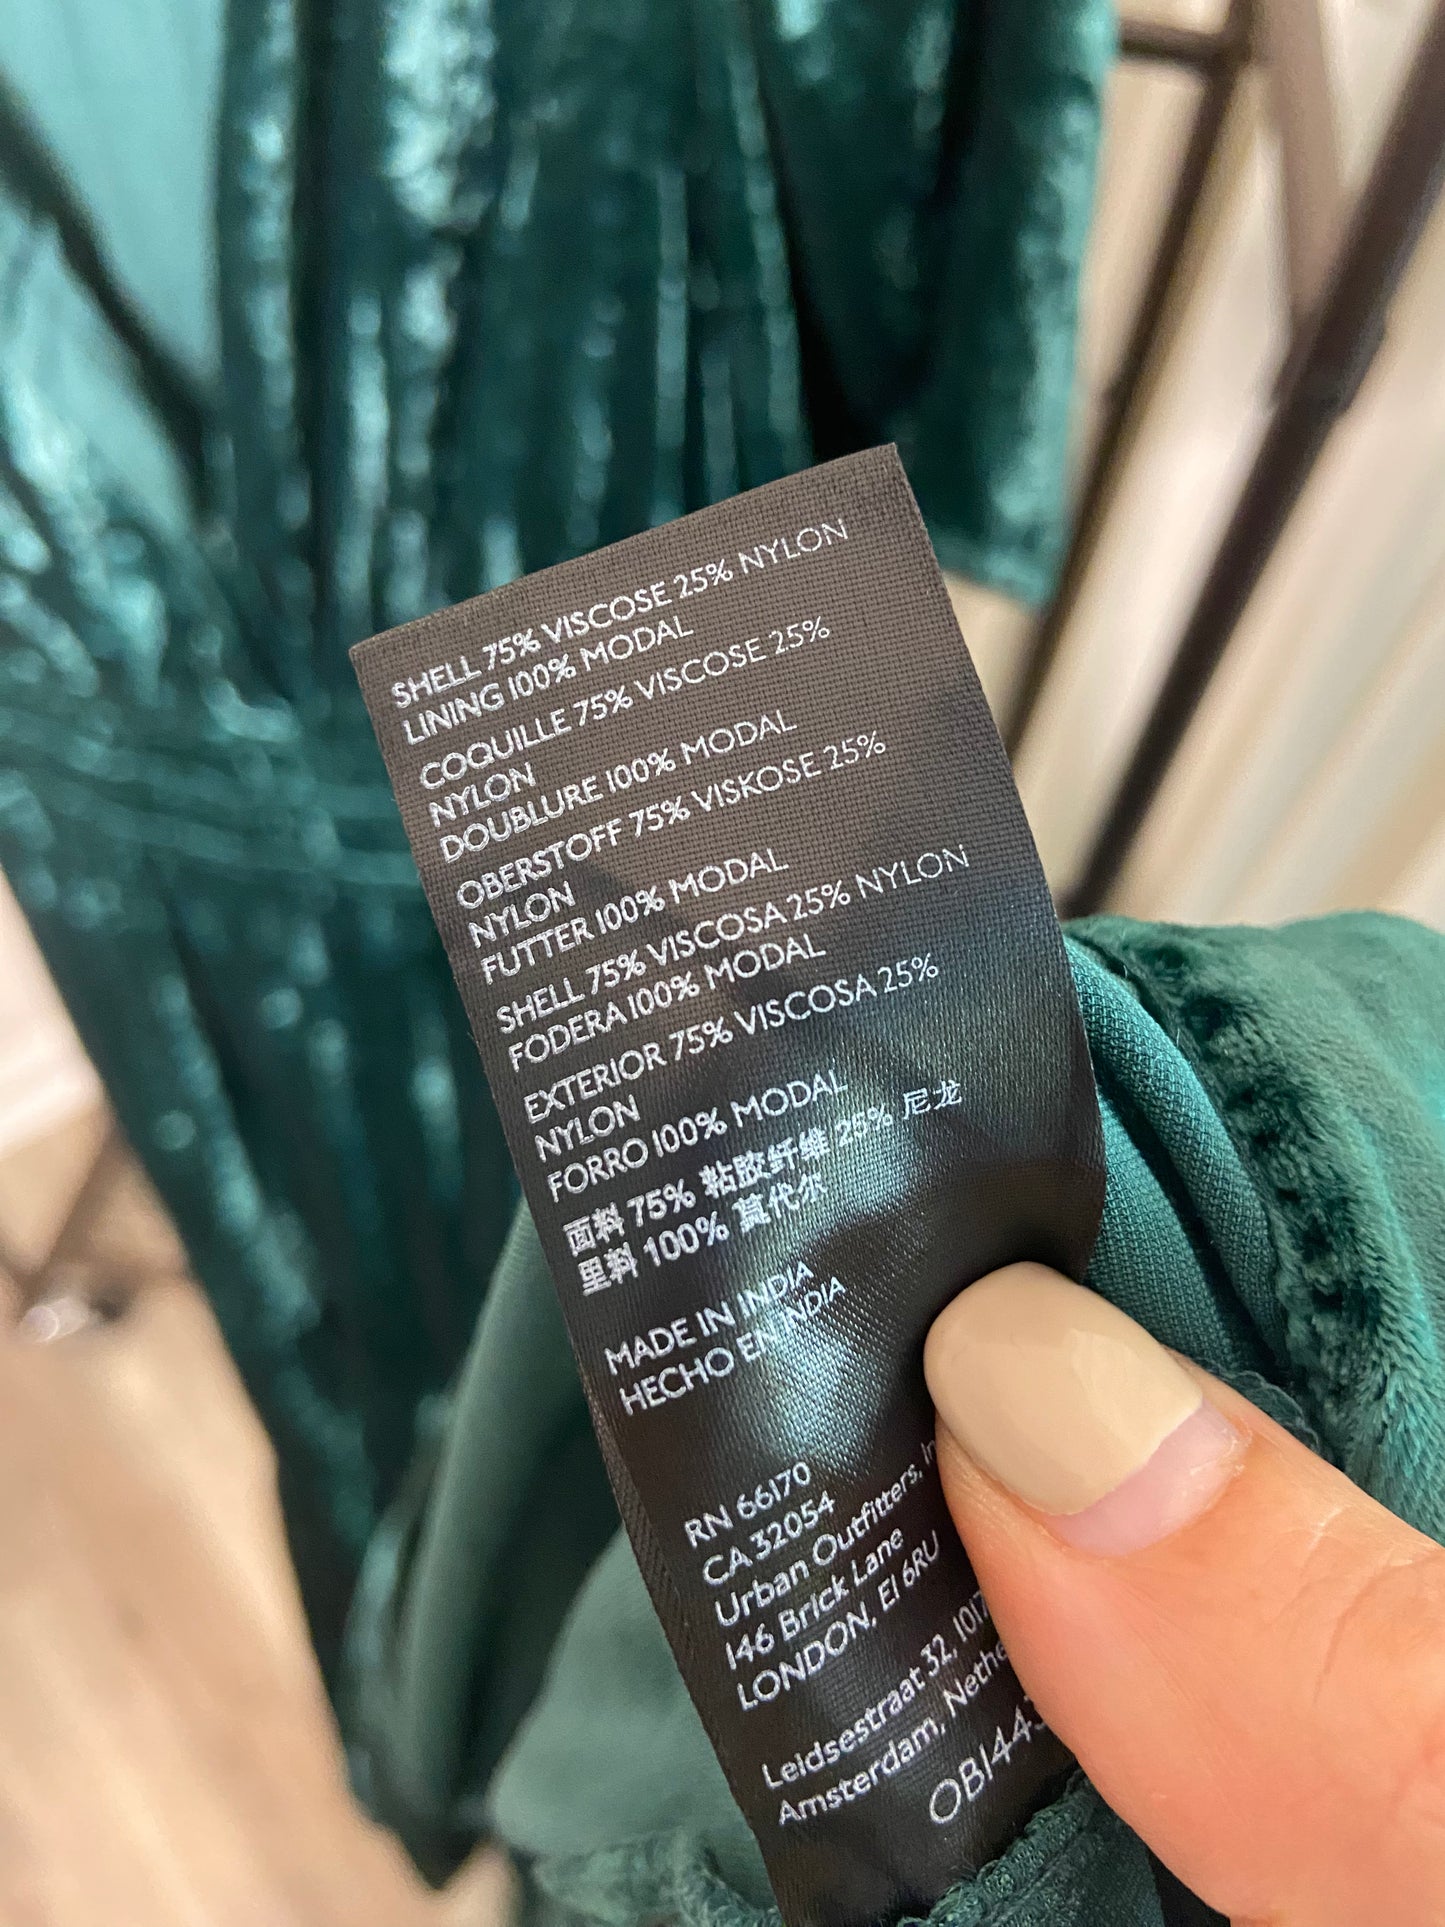 SHELL 75% VISCOSE 25% NYLON
LINING 100% MODAL
COQUILLE 75% VISCOSE 25%
NYLON
DOUBLURE 100% MODAL
OBERSTOFF 75% VISKOSE 25%
NYLON
FUTTER 100% MODAL
SHELL 75% VISCOSA 25% NYLON
FODERA 100% MODAL
EXTERIOR 75% VISCOSA 25%
NYLON
FORRO 100% MODAL
面料 75% 粘胶纤维 25% 尼龙
里料 100% 莫代尔
MADE IN INDIA
HECHO EN INDIA
RN 66170
CA 32054
Urban Outfitters,
146 Brick Lane
LONDON, E1 6RU
Leidsestraat 32,
Amsterdam,